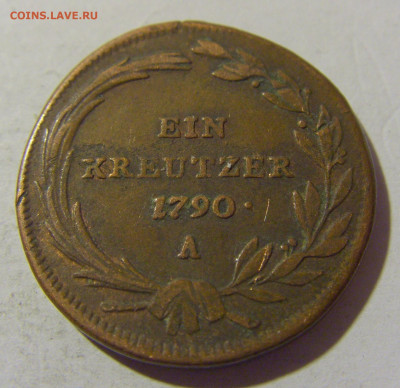 COINS.LAVE.RU
EIN
KREUTZER
1790.
A